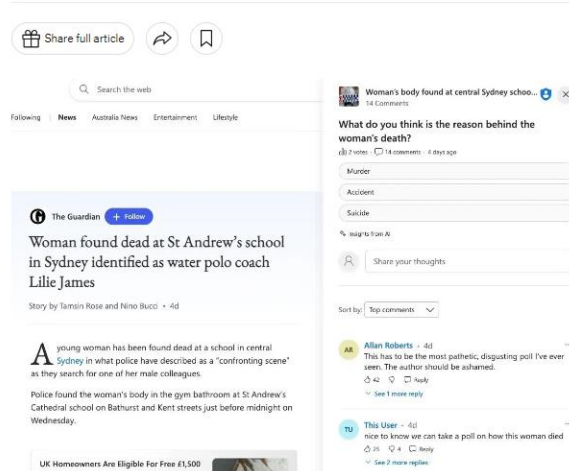 Share full article
Search the web
Following
News
Australia News
Entertainment
Lifestyle
The Guardian
+ Follow
Woman found dead at St Andrew's school
in Sydney identified as water polo coach
Lilie James
Story by Tamsin Rose and Nino Bucci • 4d
A young woman has been found dead at a school in central
Sydney in what police have described as a "confronting scene"
as they search for one of her male colleagues.
Police found the woman's body in the gym bathroom at St Andrew's
Cathedral school on Bathurst and Kent streets just before midnight on
Wednesday.
UK Homeowners Are Eligible For Free £1,500
Woman's body found at central Sydney schoo...
14 Comments
What do you think is the reason behind the
woman's death?
2 votes · 14 comments · 4 days ago
Murder
Accident
Suicide
Insights from AI
Share your thoughts
Sort by: Top comments
AR
Allan Roberts · 4d
This has to be the most pathetic, disgusting poll I've ever
seen. The author should be ashamed.
42
Reply
See 1 more reply
TU
This User · 4d
nice to know we can take a poll on how this woman died
25
4
Reply
See 2 more replies